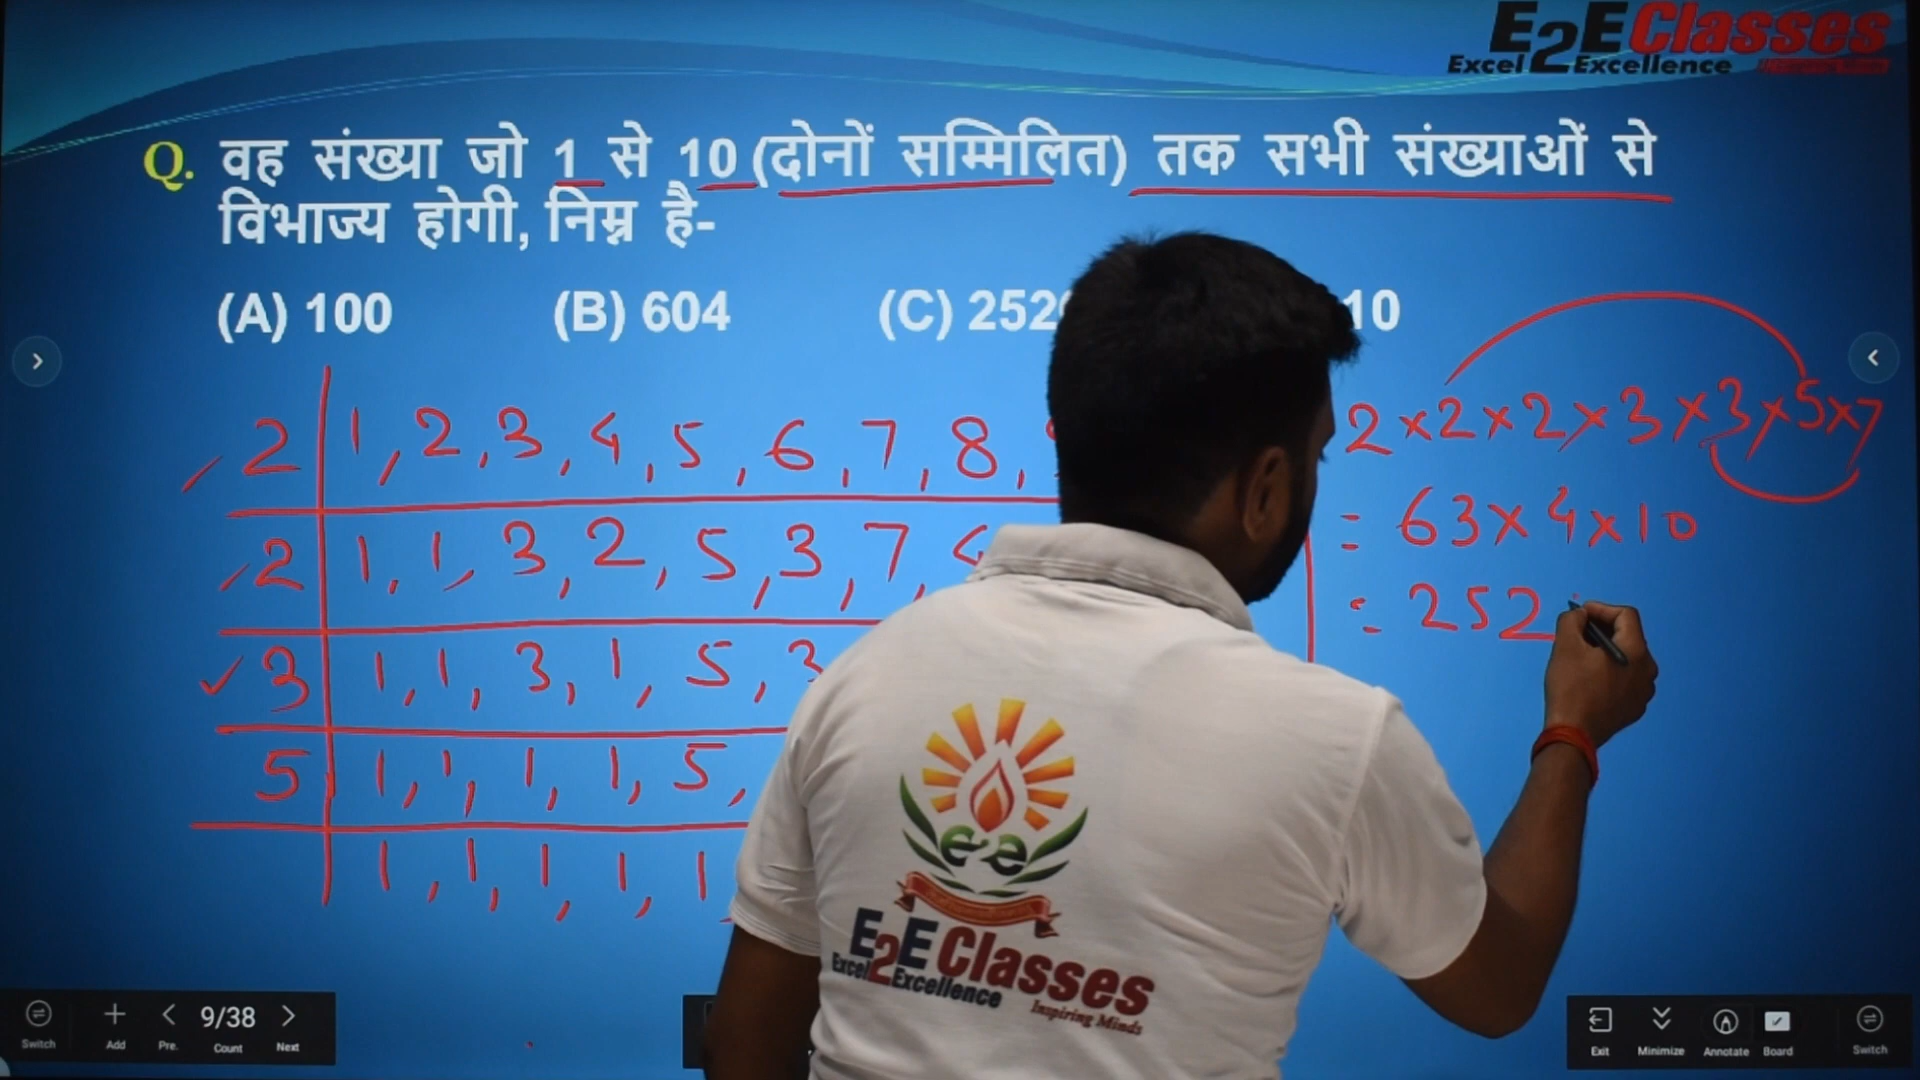 E2E Classes
Excel 2 Excellence
Q. वह संख्या जो 1 से 10 (दोनों सम्मिलित) तक सभी संख्याओं से
विभाज्य होगी, निम्न है-
(A) 100 (B) 604 (C) 252 10
2 1, 2, 3, 4, 5, 6, 7, 8,
2 × 2 × 2 × 3 × 3 × 5 × 7
2 1, 1, 3, 2, 5, 3, 7, 4
= 63 × 4 × 10
3 1, 1, 3, 1, 5, 3
= 252
5 1, 1, 1, 1, 5,
1, 1, 1, 1, 1
e2e
E2E Classes
Excel 2 Excellence
Inspiring Minds
Switch Add Pre. 9/38 Count Next
Exit Minimize Annotate Board Switch